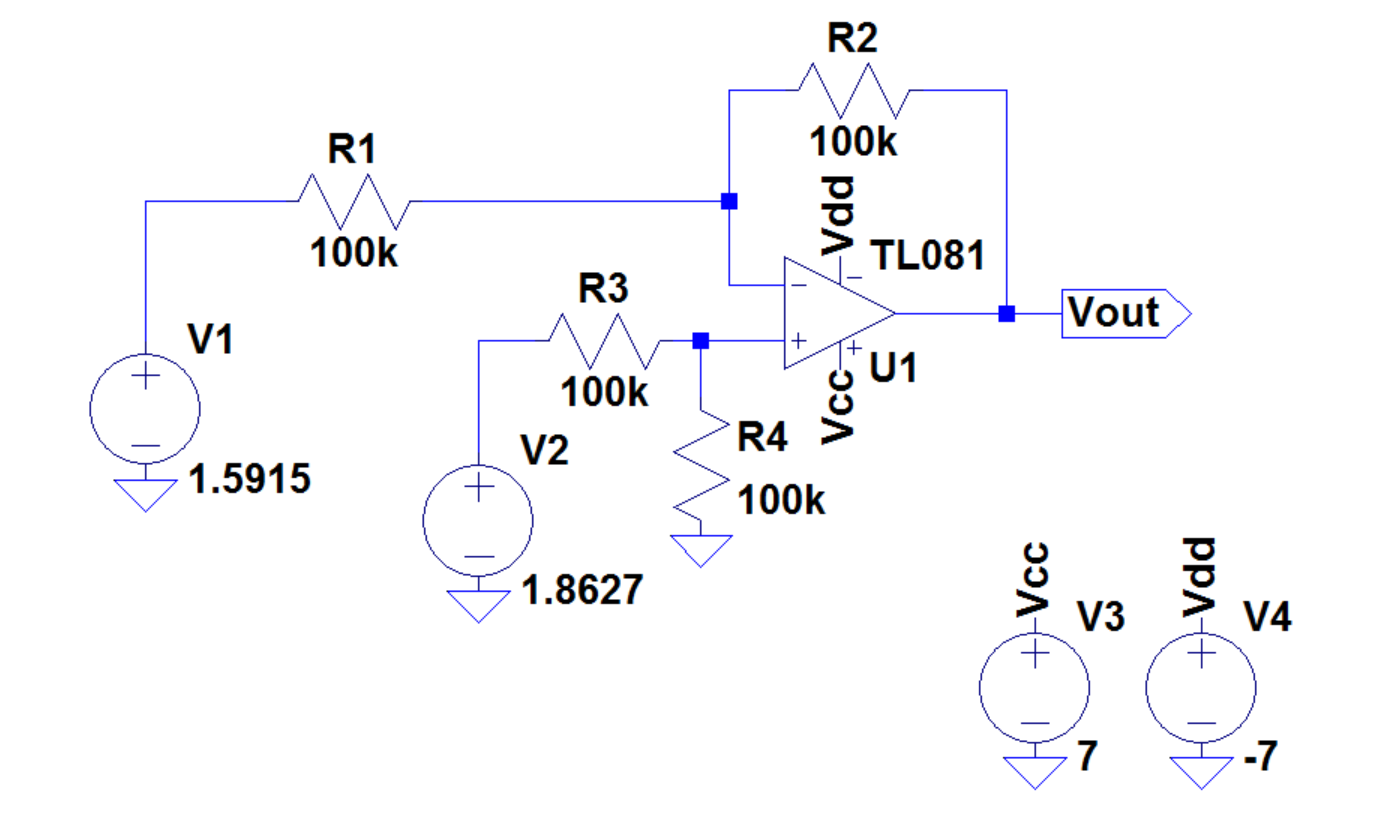 R2
100k
R1
100k
Vdd
TL081
R3
100k
Vout
V1
1.5915
U1
Vcc
V2
1.8627
R4
100k
Vcc
V3
7
Vdd
V4
-7